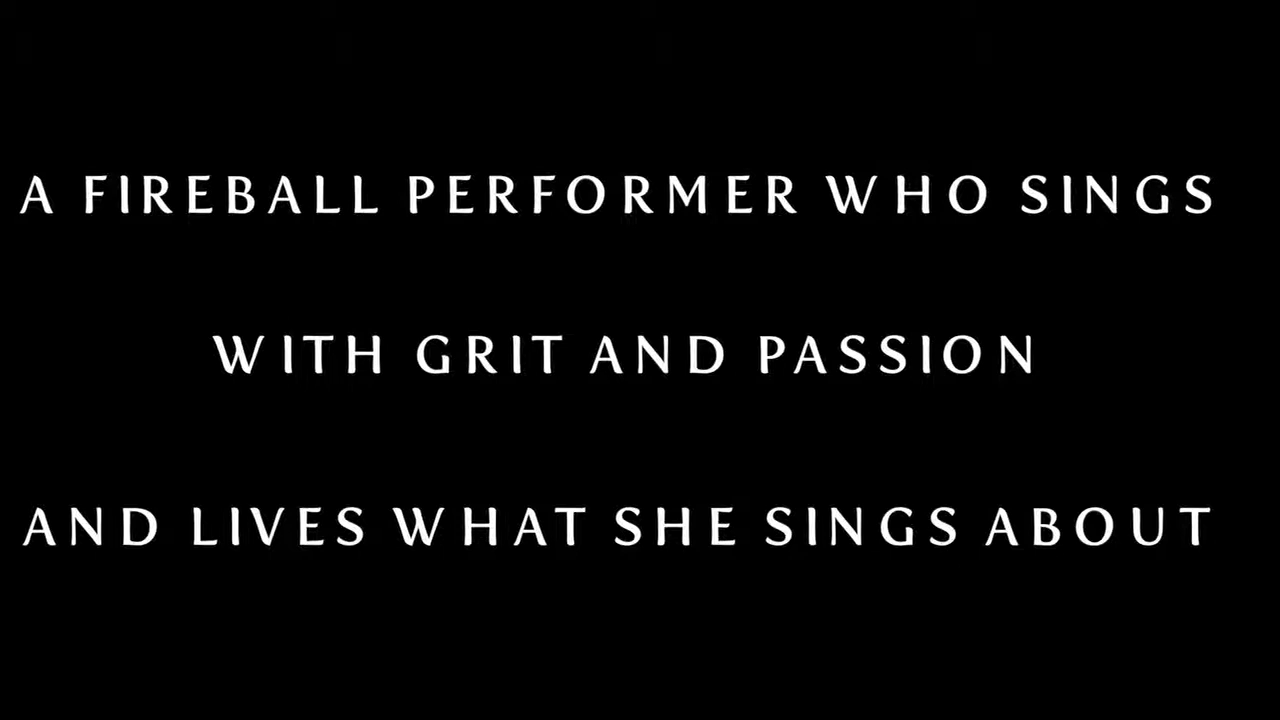 A FIREBALL PERFORMER WHO SINGS
WITH GRIT AND PASSION
AND LIVES WHAT SHE SINGS ABOUT